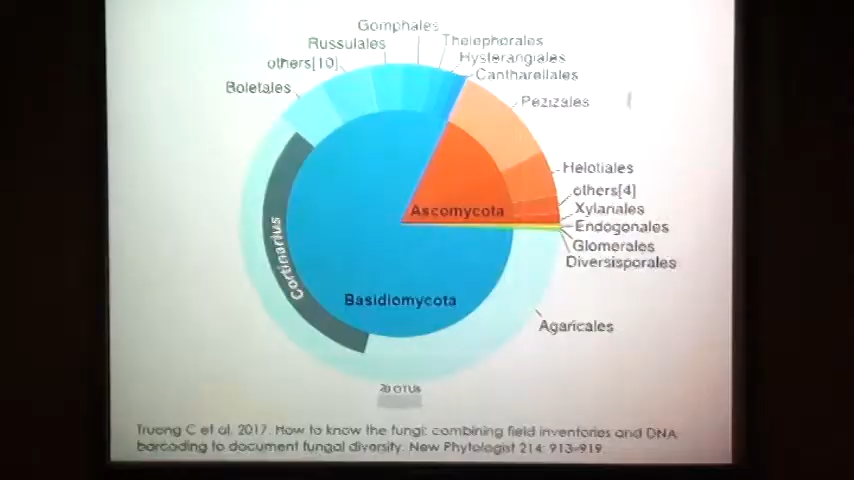 Gomphales
Russulales
Thelephorales
others[10]
Hysterangiales
Cantharellales
Boletales
Pezizales
Helotiales
others[4]
Ascomycota
Xylariales
Endogonales
Cortinarius
Glomerales
Diversisporales
Basidiomycota
Agaricales
20 OTUs
Truong C et al. 2017. How to know the fungi: combining field inventories and DNA
barcoding to document fungal diversity. New Phytologist 214: 913–919.